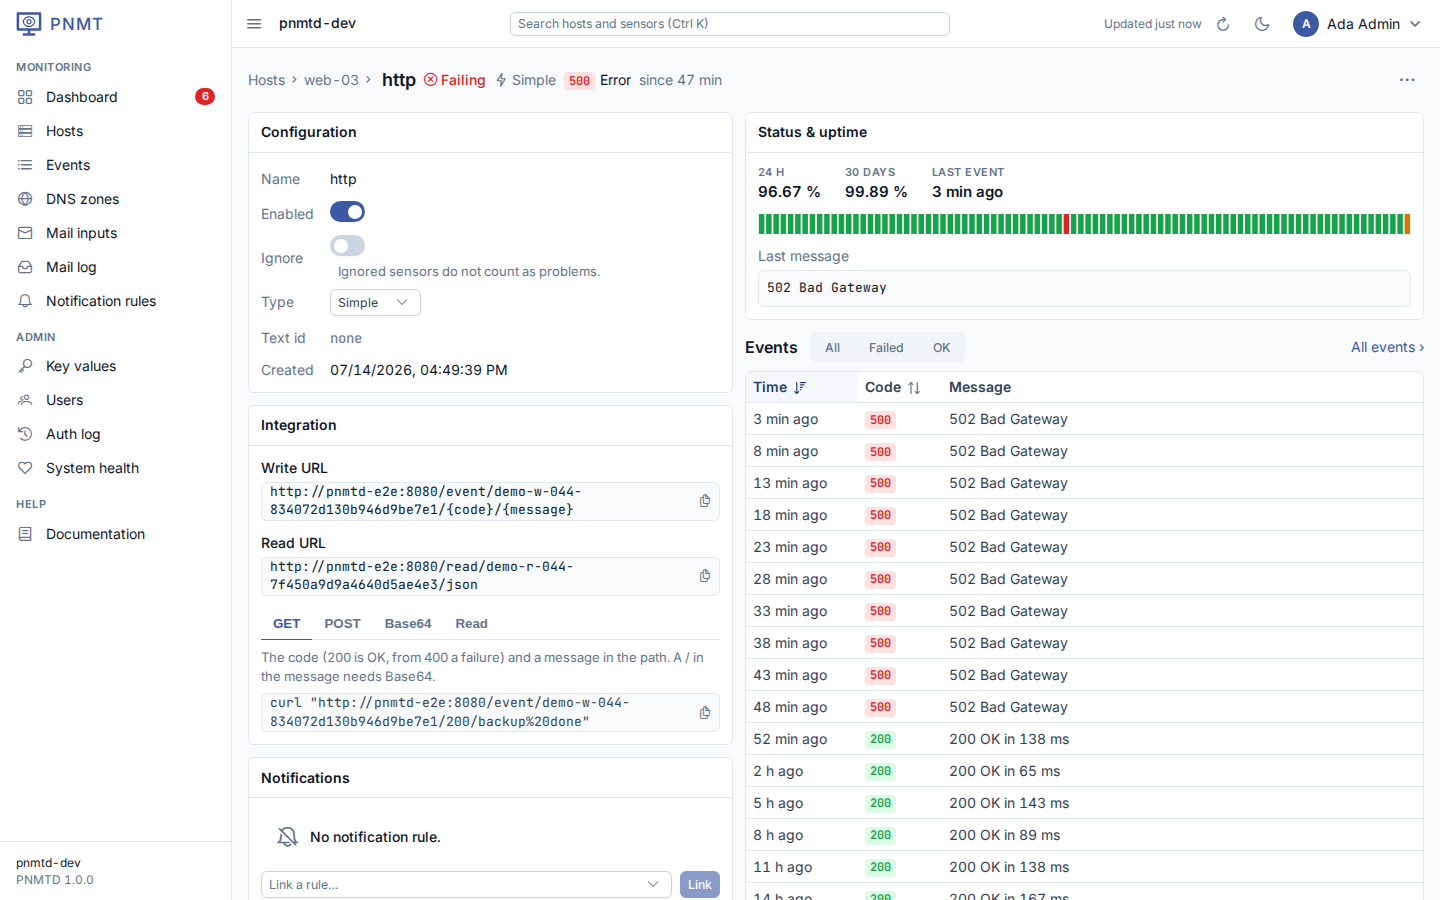 PNMT
MONITORING
Dashboard
6
Hosts
Events
DNS zones
Mail inputs
Mail log
Notification rules
ADMIN
Key values
Users
Auth log
System health
HELP
Documentation
pnmtd-dev
PNMTD 1.0.0
pnmtd-dev
Search hosts and sensors (Ctrl K)
Updated just now
A
Ada Admin
Hosts › web-03 › http Failing Simple 500 Error since 47 min
Configuration
Name http
Enabled
Ignore
Ignored sensors do not count as problems.
Type Simple
Text id none
Created 07/14/2026, 04:49:39 PM
Integration
Write URL
http://pnmtd-e2e:8080/event/demo-w-044-
834072d130b946d9be7e1/{code}/{message}
Read URL
http://pnmtd-e2e:8080/read/demo-r-044-
7f450a9d9a4640d5ae4e3/json
GET POST Base64 Read
The code (200 is OK, from 400 a failure) and a message in the path. A / in
the message needs Base64.
curl "http://pnmtd-e2e:8080/event/demo-w-044-
834072d130b946d9be7e1/200/backup%20done"
Notifications
No notification rule.
Link a rule...
Link
Status & uptime
24 H 30 DAYS LAST EVENT
96.67 % 99.89 % 3 min ago
Last message
502 Bad Gateway
Events All Failed OK All events ›
Time Code Message
3 min ago 500 502 Bad Gateway
8 min ago 500 502 Bad Gateway
13 min ago 500 502 Bad Gateway
18 min ago 500 502 Bad Gateway
23 min ago 500 502 Bad Gateway
28 min ago 500 502 Bad Gateway
33 min ago 500 502 Bad Gateway
38 min ago 500 502 Bad Gateway
43 min ago 500 502 Bad Gateway
48 min ago 500 502 Bad Gateway
52 min ago 200 200 OK in 138 ms
2 h ago 200 200 OK in 65 ms
5 h ago 200 200 OK in 143 ms
8 h ago 200 200 OK in 89 ms
11 h ago 200 200 OK in 138 ms
14 h ago 200 200 OK in 167 ms